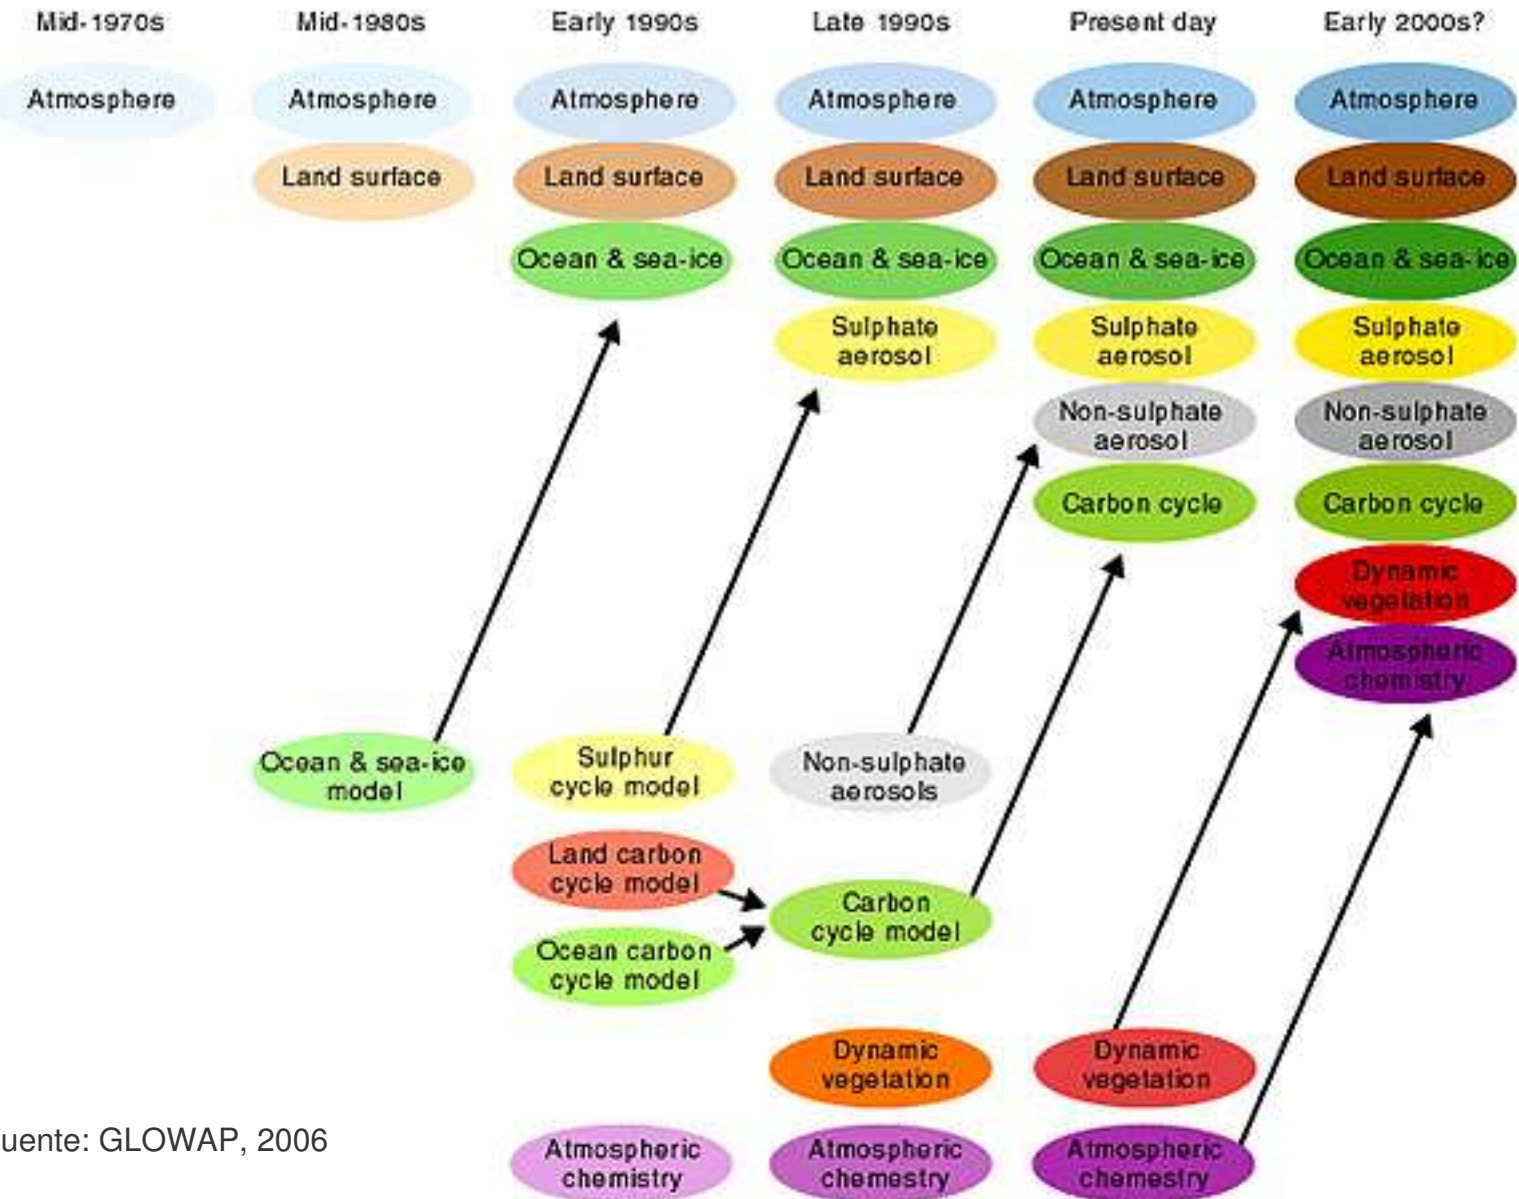 Mid-1970s
Mid-1980s
Early 1990s
Late 1990s
Present day
Early 2000s?
Atmosphere
Atmosphere
Atmosphere
Atmosphere
Atmosphere
Atmosphere
Land surface
Land surface
Land surface
Land surface
Land surface
Ocean & sea-ice
Ocean & sea-ice
Ocean & sea-ice
Ocean & sea-ice
Sulphate
aerosol
Sulphate
aerosol
Sulphate
aerosol
Non-sulphate
aerosol
Non-sulphate
aerosol
Carbon cycle
Carbon cycle
Dynamic
vegetation
Atmospheric
chemistry
Ocean & sea-ice
model
Sulphur
cycle model
Non-sulphate
aerosols
Land carbon
cycle model
Carbon
cycle model
Ocean carbon
cycle model
Dynamic
vegetation
Dynamic
vegetation
uente: GLOWAP, 2006
Atmospheric
chemistry
Atmospheric
chemestry
Atmospheric
chemestry